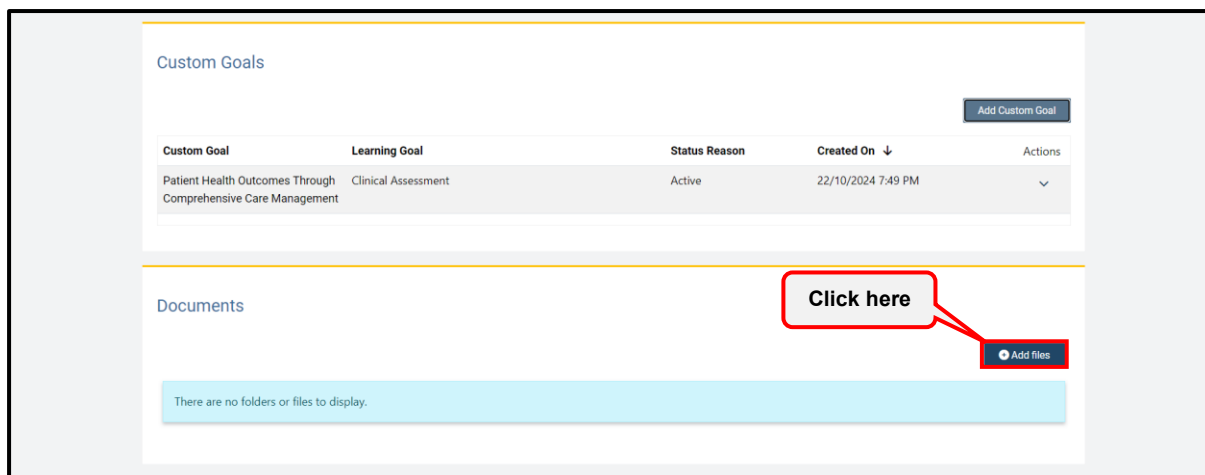 Custom Goals
Add Custom Goal
Custom Goal Learning Goal Status Reason Created On ↓ Actions
Patient Health Outcomes Through Clinical Assessment Active 22/10/2024 7:49 PM
Comprehensive Care Management
Documents
Click here
Add files
There are no folders or files to display.